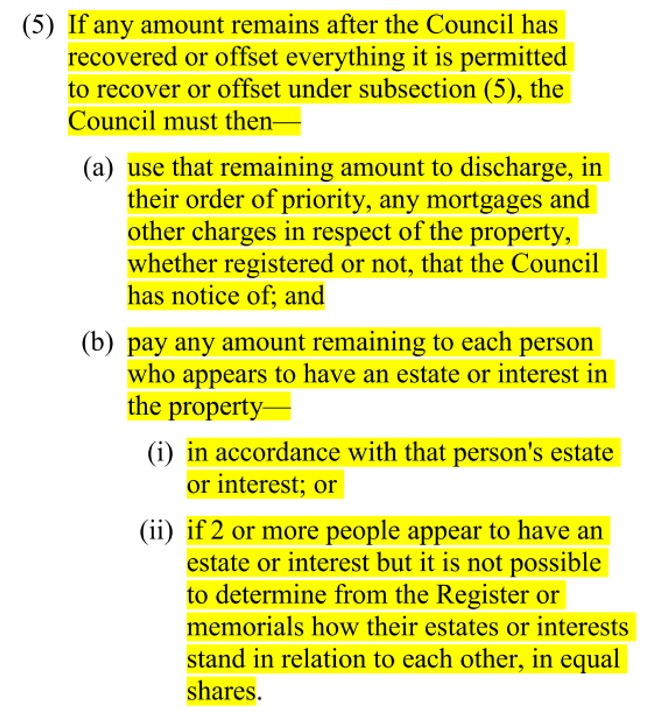 (5) If any amount remains after the Council has
recovered or offset everything it is permitted
to recover or offset under subsection (5), the
Council must then—
(a) use that remaining amount to discharge, in
their order of priority, any mortgages and
other charges in respect of the property,
whether registered or not, that the Council
has notice of; and
(b) pay any amount remaining to each person
who appears to have an estate or interest in
the property—
(i) in accordance with that person's estate
or interest; or
(ii) if 2 or more people appear to have an
estate or interest but it is not possible
to determine from the Register or
memorials how their estates or interests
stand in relation to each other, in equal
shares.